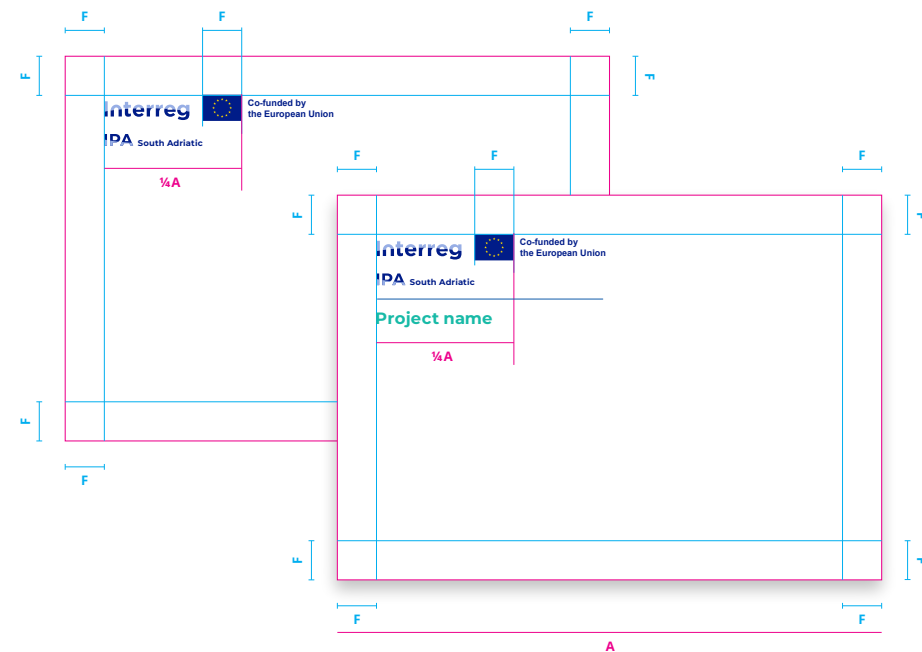 F F F
F F
Interreg Co-funded by
the European Union
IPA South Adriatic
¼A
F F F
F F
Interreg Co-funded by
the European Union
IPA South Adriatic
Project name
¼A
F
F
F F
F F
A